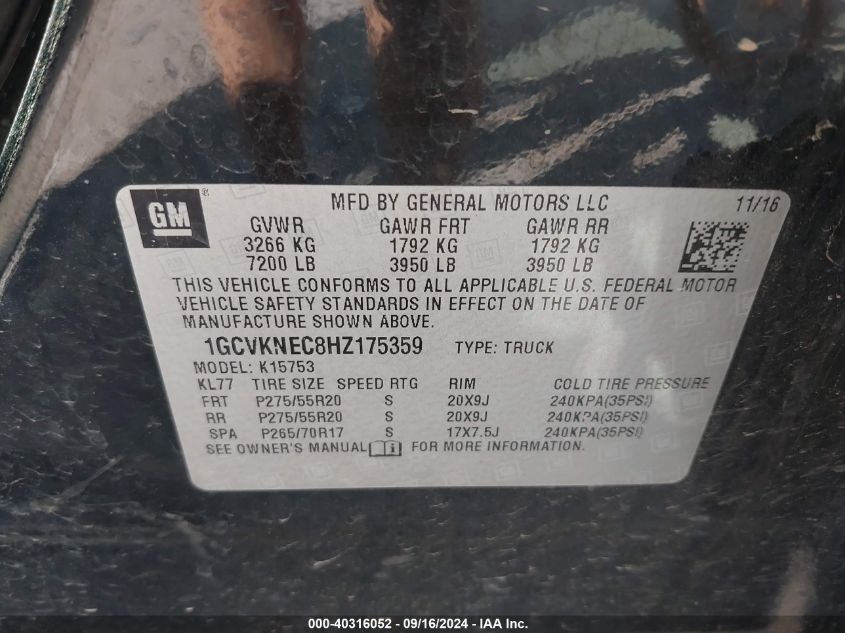 GM
MFD BY GENERAL MOTORS LLC 11/16
GVWR GAWR FRT GAWR RR
3266 KG 1792 KG 1792 KG
7200 LB 3950 LB 3950 LB
THIS VEHICLE CONFORMS TO ALL APPLICABLE U.S. FEDERAL MOTOR
VEHICLE SAFETY STANDARDS IN EFFECT ON THE DATE OF
MANUFACTURE SHOWN ABOVE.
1GCVKNEC8HZ175359 TYPE: TRUCK
MODEL: K15753
KL77 TIRE SIZE SPEED RTG RIM COLD TIRE PRESSURE
FRT P275/55R20 S 20X9J 240KPA(35PSI)
RR P275/55R20 S 20X9J 240KPA(35PSI)
SPA P265/70R17 S 17X7.5J 240KPA(35PSI)
SEE OWNER'S MANUAL FOR MORE INFORMATION.
000-40316052 - 09/16/2024 - IAA Inc.